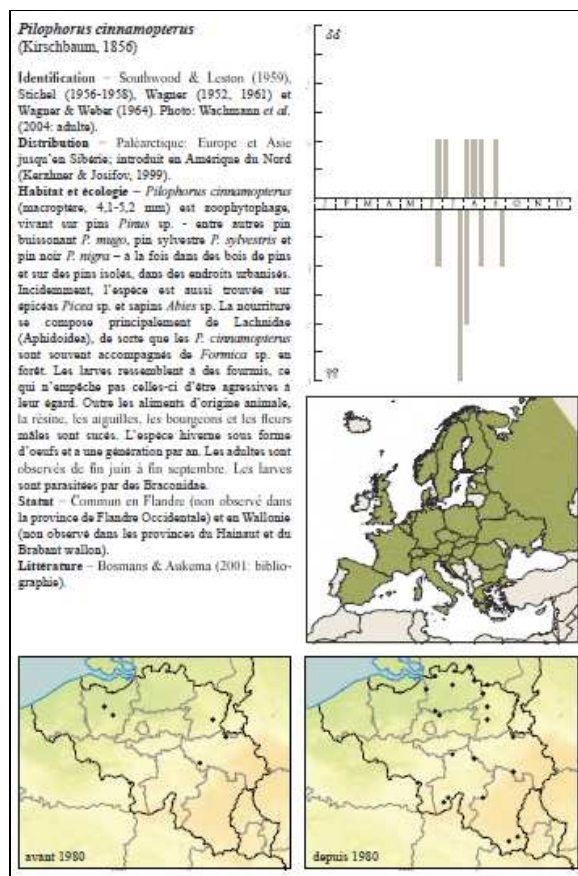 Pilophorus cinnamopterus
(Kirschbaum, 1856)
Identification – Southwood & Leston (1959),
Stichel (1956-1958), Wagner (1952, 1961) et
Wagner & Weber (1964). Photo: Wachmann et al.
(2004: adulte).
Distribution – Paléarctique: Europe et Asie
jusqu'en Sibérie; introduit en Amérique du Nord
(Kerzhner & Josifov, 1999).
Habitat et écologie – Pilophorus cinnamopterus
(macroptère, 4,1-5,2 mm) est zoophytophage,
vivant sur pins Pinus sp. - entre autres pin
buissonant P. mugo, pin sylvestre P. sylvestris et
pin noir P. nigra – à la fois dans des bois de pins
et sur des pins isolés, dans des endroits urbanisés.
Incidemment, l'espèce est aussi trouvée sur
épicéas Picea sp. et sapins Abies sp. La nourriture
se compose principalement de Lachnidae
(Aphidoidea), de sorte que les P. cinnamopterus
sont souvent accompagnés de Formica sp. en
forêt. Les larves ressemblent à des fourmis, ce
qui n'empêche pas celles-ci d'être agressives à
leur égard. Outre les aliments d'origine animale,
la résine, les aiguilles, les bourgeons et les fleurs
mâles sont sucés. L'espèce hiverne sous forme
d'oeufs et a une génération par an. Les adultes sont
observés de fin juin à fin septembre. Les larves
sont parasitées par des Braconidae.
Statut – Commun en Flandre (non observé dans
la province de Flandre Occidentale) et en Wallonie
(non observé dans les provinces du Hainaut et du
Brabant wallon).
Littérature – Bosmans & Aukema (2001: biblio-
graphie).
♂♂
J F M A M J J A S O N D
♀♀
avant 1980
depuis 1980